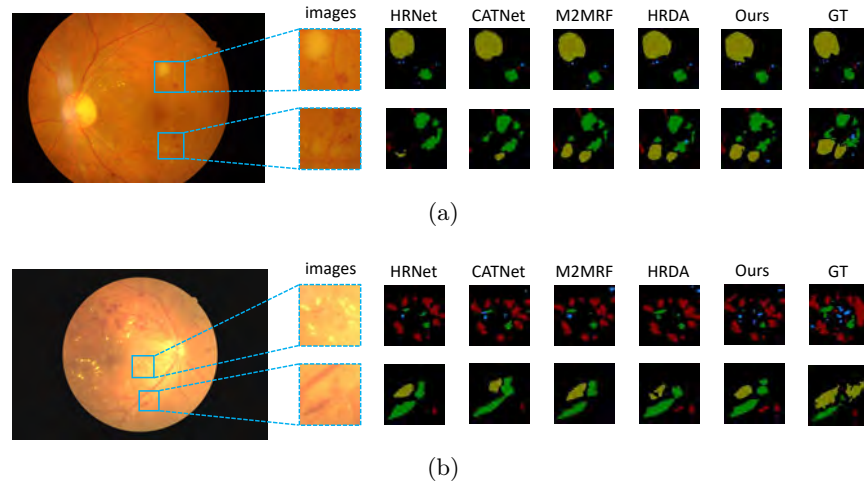 images HRNet CATNet M2MRF HRDA Ours GT
(a)
images HRNet CATNet M2MRF HRDA Ours GT
(b)